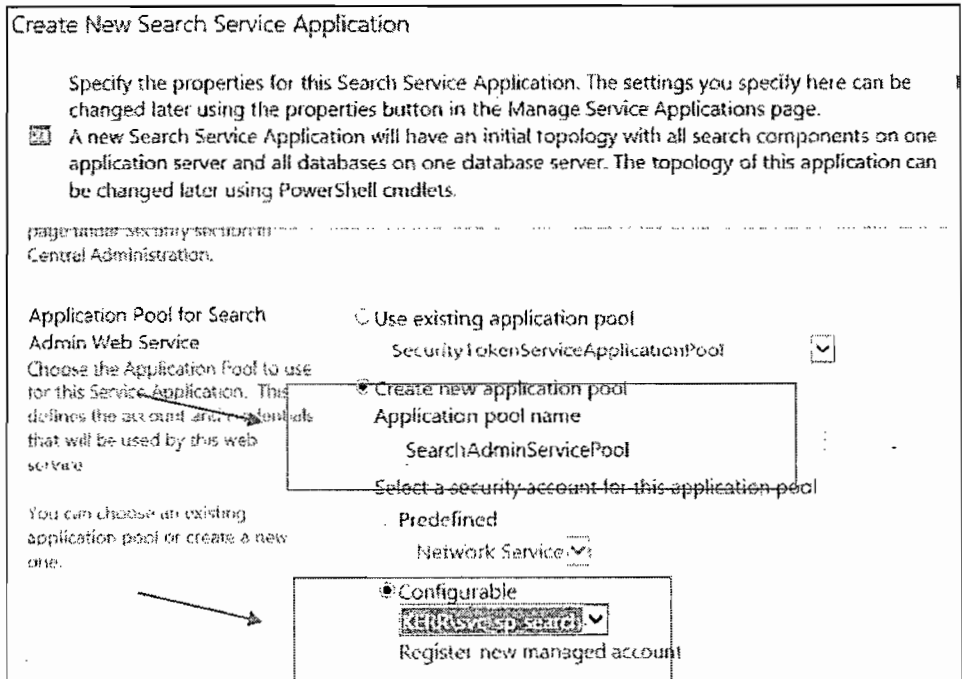 Create New Search Service Application
Specify the properties for this Search Service Application. The settings you specify here can be
changed later using the properties button in the Manage Service Applications page.
A new Search Service Application will have an initial topology with all search components on one
application server and all databases on one database server. The topology of this application can
be changed later using PowerShell cmdlets.
page under Security section in
Central Administration.
Application Pool for Search
Admin Web Service
Choose the Application Pool to use
for this Service Application. This
defines the account and credentials
that will be used by this web
service
You can choose an existing
application pool or create a new
one.
Use existing application pool
SecurityTokenServiceApplicationPool
Create new application pool
Application pool name
SearchAdminServicePool
Select a security account for this application pool
Predefined
Network Service
Configurable
svc_sp_search
Register new managed account